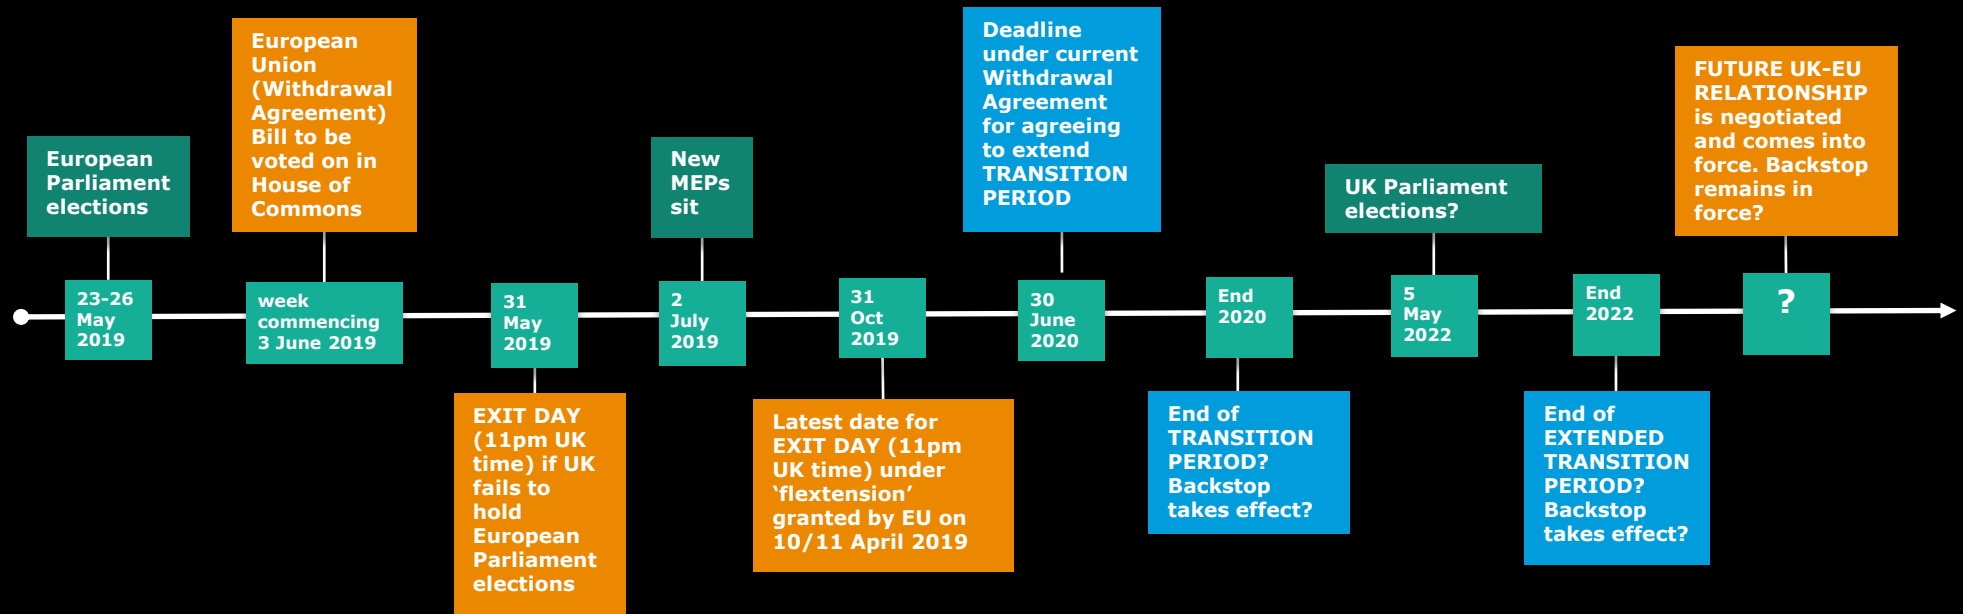 European
Parliament
elections
23-26
May
2019
European
Union
(Withdrawal
Agreement)
Bill to be
voted on in
House of
Commons
week
commencing
3 June 2019
31
May
2019
EXIT DAY
(11pm UK
time) if UK
fails to
hold
European
Parliament
elections
New
MEPs
sit
2
July
2019
31
Oct
2019
Latest date for
EXIT DAY (11pm
UK time) under
‘flextension’
granted by EU on
10/11 April 2019
Deadline
under current
Withdrawal
Agreement
for agreeing
to extend
TRANSITION
PERIOD
30
June
2020
End
2020
End of
TRANSITION
PERIOD?
Backstop
takes effect?
UK Parliament
elections?
5
May
2022
End
2022
End of
EXTENDED
TRANSITION
PERIOD?
Backstop
takes effect?
FUTURE UK-EU
RELATIONSHIP
is negotiated
and comes into
force. Backstop
remains in
force?
?